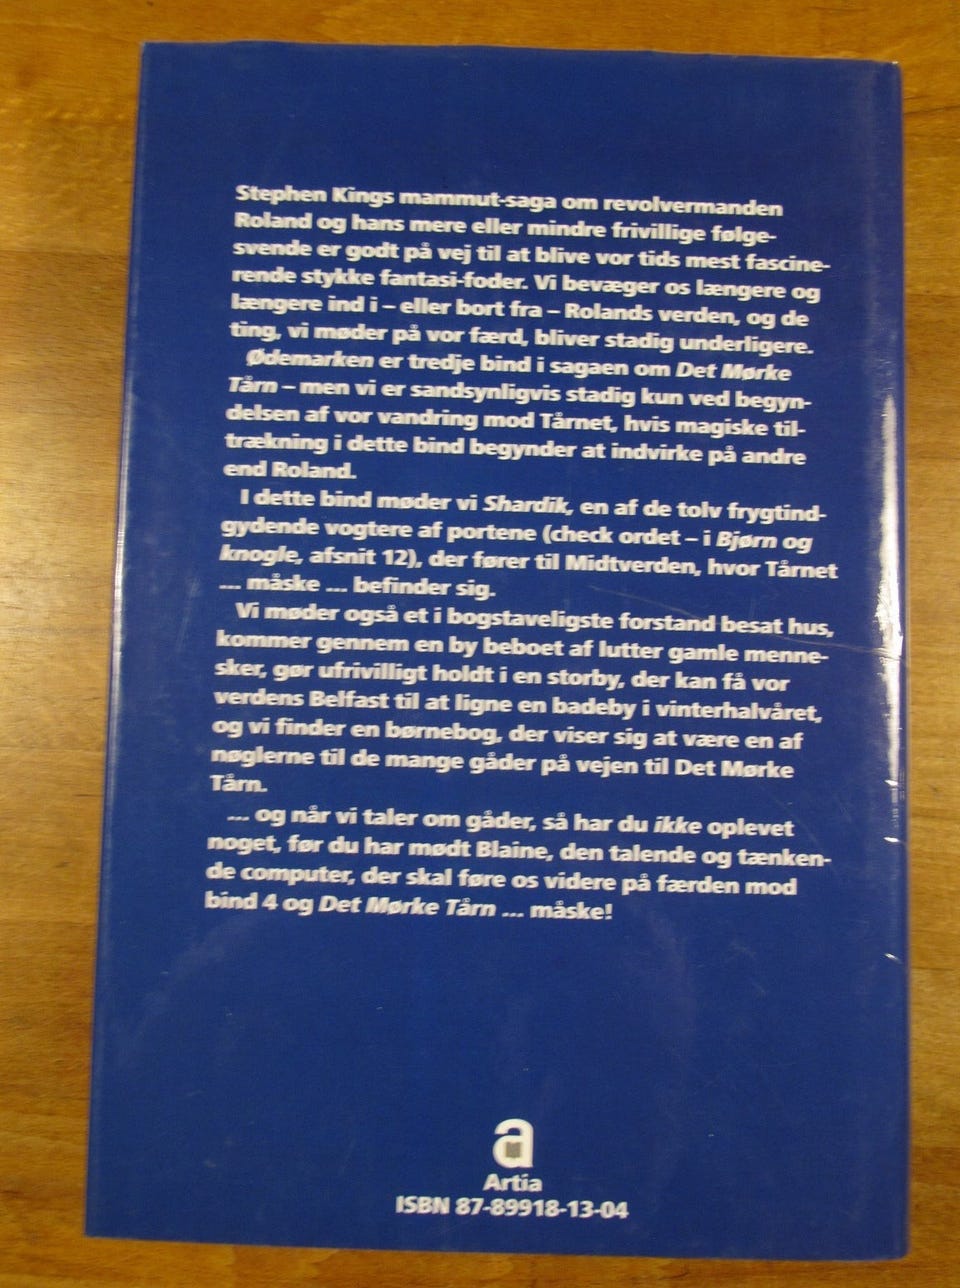 Stephen Kings mammut-saga om revolvermanden
Roland og hans mere eller mindre frivillige følge-
svende er godt på vej til at blive vor tids mest fascine-
rende stykke fantasi-foder. Vi bevæger os længere og
længere ind i – eller bort fra – Rolands verden, og de
ting, vi møder på vor færd, bliver stadig underligere.
Ødemarken er tredje bind i sagaen om Det Mørke
Tårn – men vi er sandsynligvis stadig kun ved begyn-
delsen af vor vandring mod Tårnet, hvis magiske til-
trækning i dette bind begynder at indvirke på andre
end Roland.
I dette bind møder vi Shardik, en af de tolv frygtind-
gydende vogtere af portene (check ordet – i Bjørn og
knogle, afsnit 12), der fører til Midtverden, hvor Tårnet
... måske ... befinder sig.
Vi møder også et i bogstaveligste forstand besat hus,
kommer gennem en by beboet af lutter gamle menne-
sker, gør ufrivilligt holdt i en storby, der kan få vor
verdens Belfast til at ligne en badeby i vinterhalvåret,
og vi finder en børnebog, der viser sig at være en af
nøglerne til de mange gåder på vejen til Det Mørke
Tårn.
... og når vi taler om gåder, så har du ikke oplevet
noget, før du har mødt Blaine, den talende og tænken-
de computer, der skal føre os videre på færden mod
bind 4 og Det Mørke Tårn ... måske!
a
Artia
ISBN 87-89918-13-04